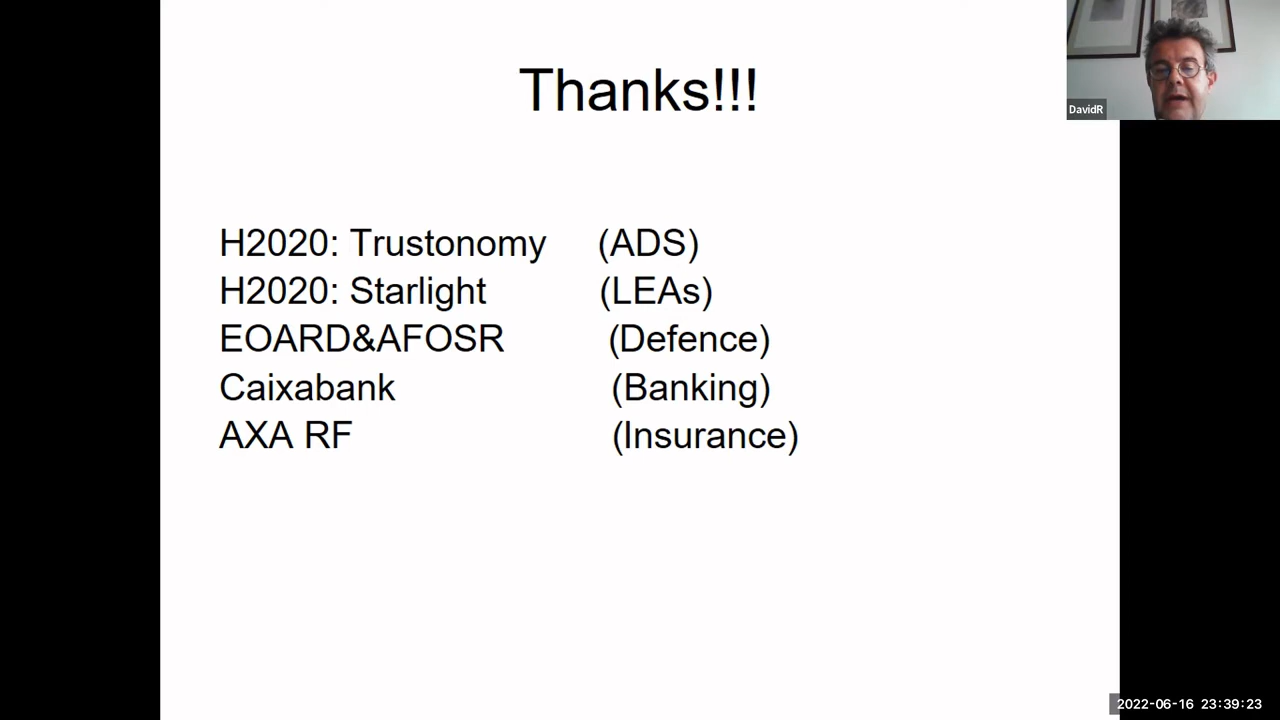 Thanks!!!
DavidR
H2020: Trustonomy (ADS)
H2020: Starlight (LEAs)
EOARD&AFOSR (Defence)
Caixabank (Banking)
AXA RF (Insurance)
2022-06-16 23:39:23